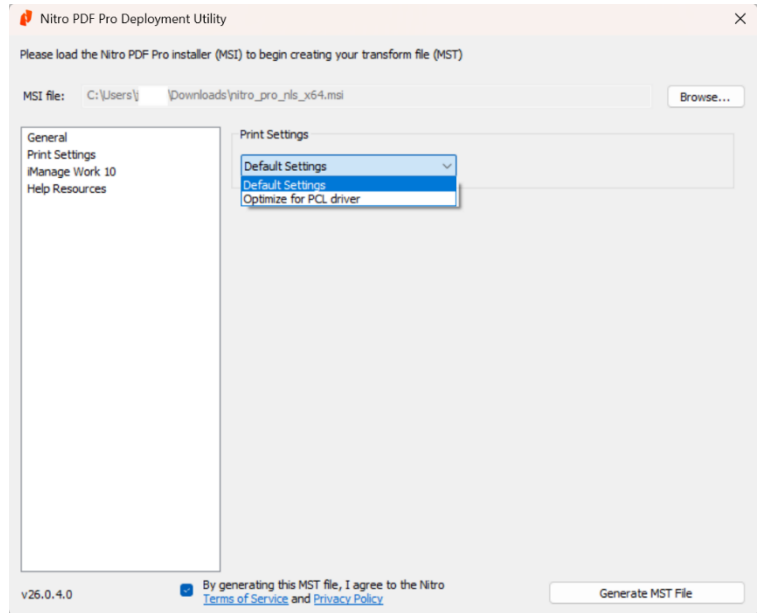 Nitro PDF Pro Deployment Utility
Please load the Nitro PDF Pro installer (MSI) to begin creating your transform file (MST)
MSI file: C:\Users\j \Downloads\nitro_pro_nls_x64.msi Browse...
General
Print Settings
iManage Work 10
Help Resources
Print Settings
Default Settings
Default Settings
Optimize for PCL driver
v26.0.4.0
By generating this MST file, I agree to the Nitro
Terms of Service and Privacy Policy
Generate MST File